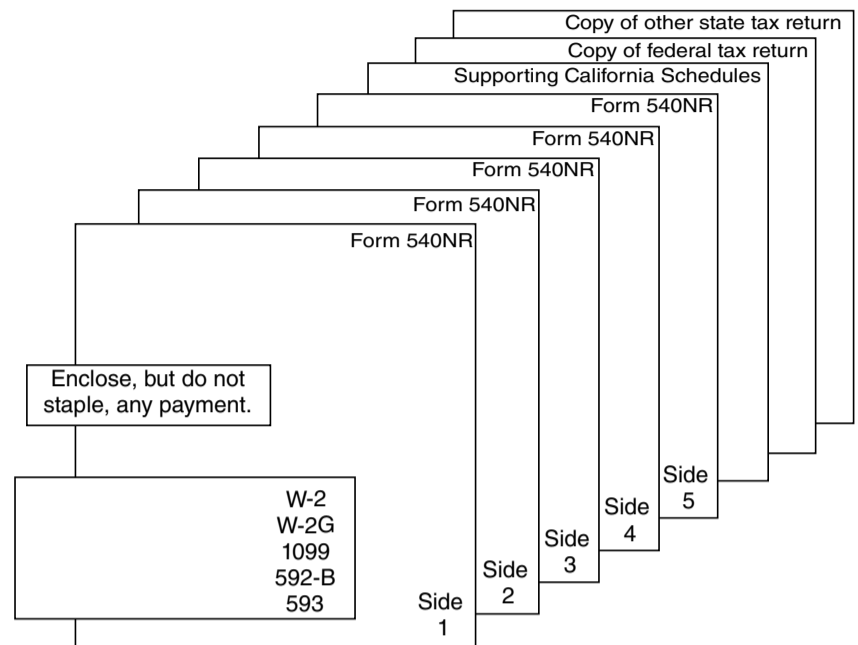 Copy of other state tax return
Copy of federal tax return
Supporting California Schedules
Form 540NR
Form 540NR
Form 540NR
Form 540NR
Form 540NR
Enclose, but do not
staple, any payment.
W-2
W-2G
1099
592-B
593
Side
1
Side
2
Side
3
Side
4
Side
5